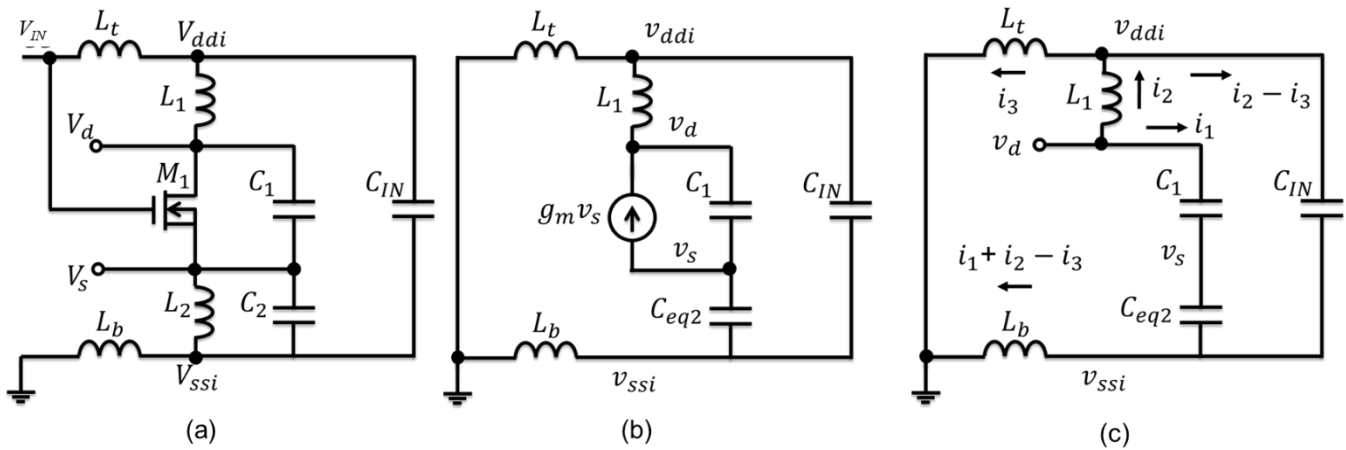 V_IN
L_t
V_ddi
L_1
V_d
M_1
C_1
C_IN
V_s
L_2
C_2
L_b
V_ssi
(a)
L_t
v_ddi
L_1
v_d
C_1
C_IN
g_m v_s
v_s
C_eq2
L_b
v_ssi
(b)
L_t
v_ddi
i_3
L_1
i_2
i_2 − i_3
v_d
i_1
C_1
C_IN
v_s
i_1 + i_2 − i_3
C_eq2
L_b
v_ssi
(c)